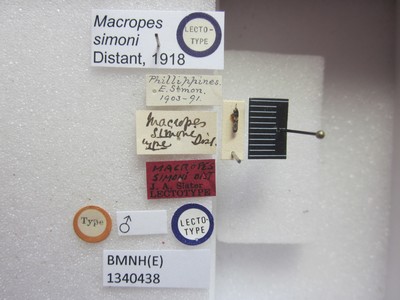 Macropes
simoni
Distant, 1918
LECTO-
TYPE
Phillippines.
E. Simon.
1903-91.
Macropes
simoni
type Dist.
MACROPES
SIMONI DIST
J. A. Slater
LECTOTYPE
Type
♂
LECTO-
TYPE
BMNH(E)
1340438